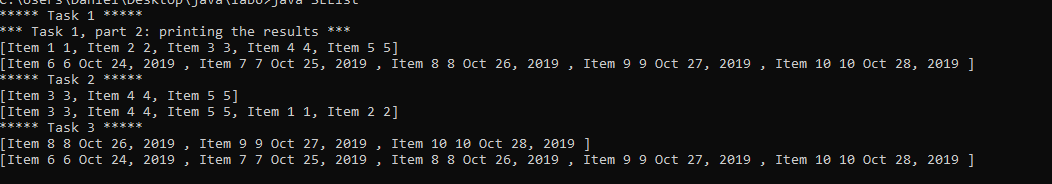 C:\Users\Daniel\Desktop\java\lab6>java SLList
***** Task 1 *****
*** Task 1, part 2: printing the results ***
[Item 1 1, Item 2 2, Item 3 3, Item 4 4, Item 5 5]
[Item 6 6 Oct 24, 2019 , Item 7 7 Oct 25, 2019 , Item 8 8 Oct 26, 2019 , Item 9 9 Oct 27, 2019 , Item 10 10 Oct 28, 2019 ]
***** Task 2 *****
[Item 3 3, Item 4 4, Item 5 5]
[Item 3 3, Item 4 4, Item 5 5, Item 1 1, Item 2 2]
***** Task 3 *****
[Item 8 8 Oct 26, 2019 , Item 9 9 Oct 27, 2019 , Item 10 10 Oct 28, 2019 ]
[Item 6 6 Oct 24, 2019 , Item 7 7 Oct 25, 2019 , Item 8 8 Oct 26, 2019 , Item 9 9 Oct 27, 2019 , Item 10 10 Oct 28, 2019 ]